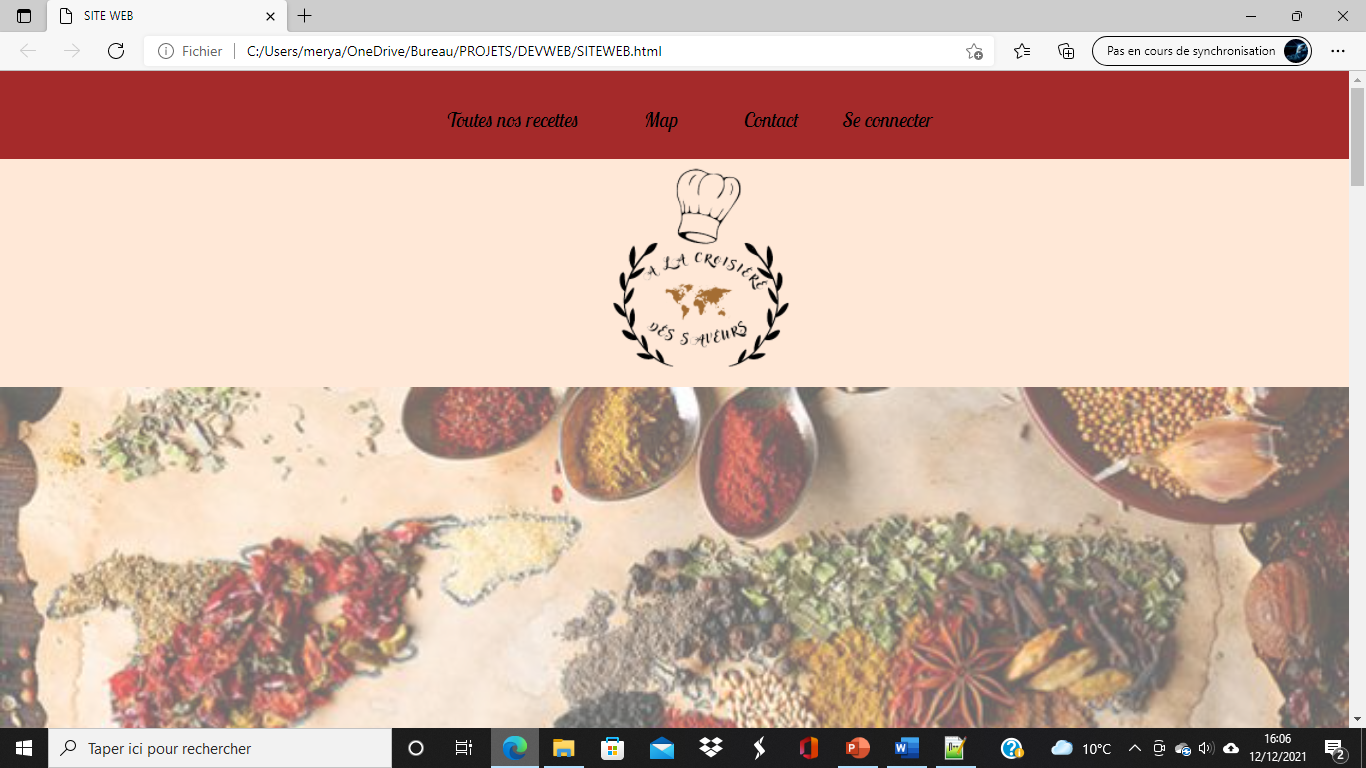 SITE WEB
Fichier
C:/Users/merya/OneDrive/Bureau/PROJETS/DEVWEB/SITEWEB.html
Pas en cours de synchronisation
Toutes nos recettes Map Contact Se connecter
A LA CROISIÈRE
DES SAVEURS
Taper ici pour rechercher
10°C
16:06
12/12/2021
2